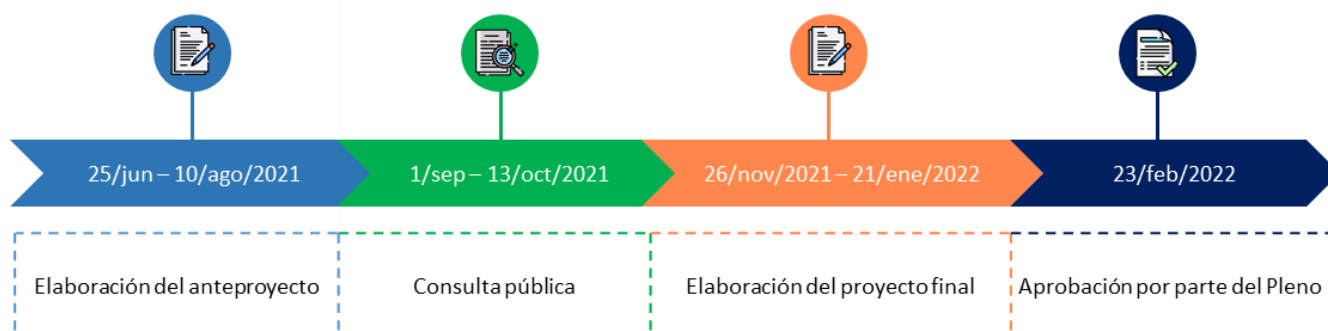 25/jun – 10/ago/2021
1/sep – 13/oct/2021
26/nov/2021 – 21/ene/2022
23/feb/2022
Elaboración del anteproyecto
Consulta pública
Elaboración del proyecto final
Aprobación por parte del Pleno